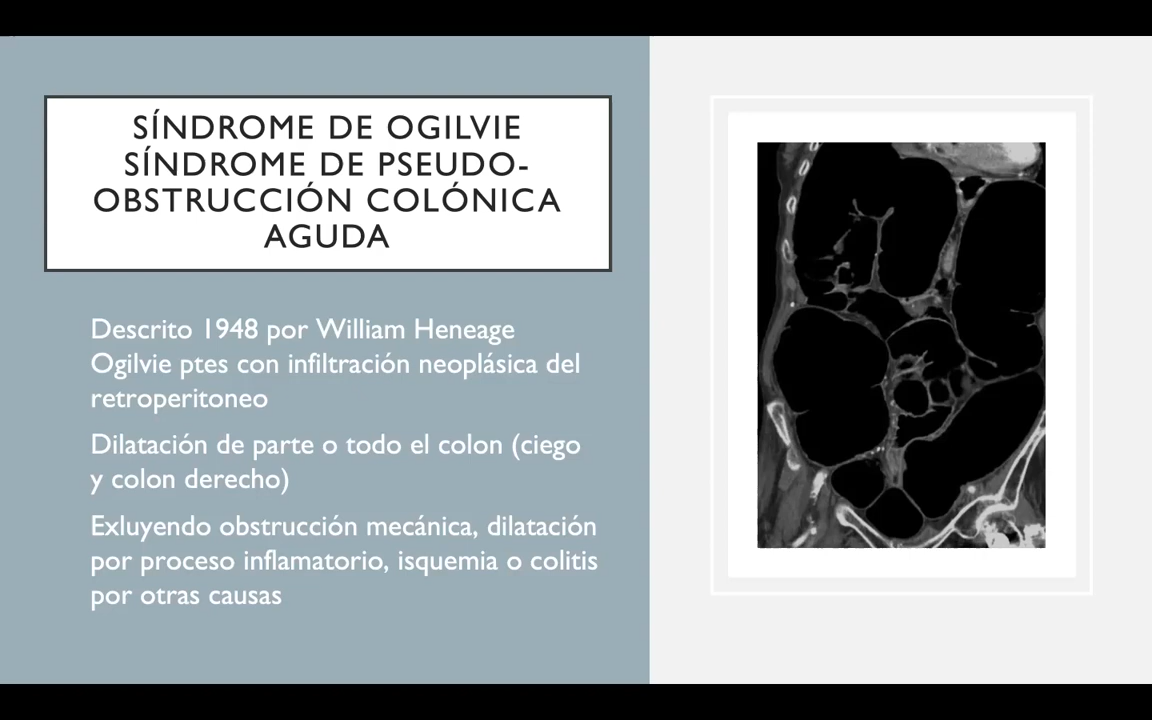 SÍNDROME DE OGILVIE
SÍNDROME DE PSEUDO-
OBSTRUCCIÓN COLÓNICA
AGUDA
Descrito 1948 por William Heneage
Ogilvie ptes con infiltración neoplásica del
retroperitoneo
Dilatación de parte o todo el colon (ciego
y colon derecho)
Exluyendo obstrucción mecánica, dilatación
por proceso inflamatorio, isquemia o colitis
por otras causas